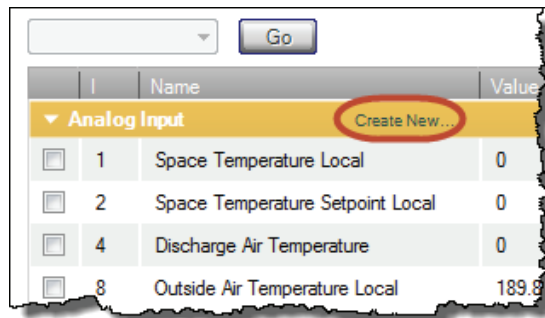 Go
I Name Value
Analog Input Create New...
1 Space Temperature Local 0
2 Space Temperature Setpoint Local 0
4 Discharge Air Temperature 0
8 Outside Air Temperature Local 189.8